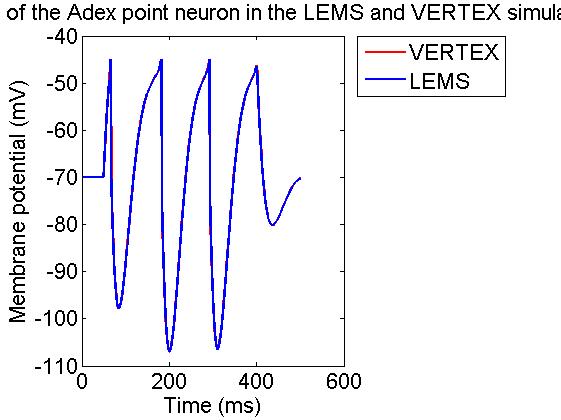 of the Adex point neuron in the LEMS and VERTEX simula
VERTEX
LEMS
Membrane potential (mV)
-40
-50
-60
-70
-80
-90
-100
-110
0
200
400
600
Time (ms)